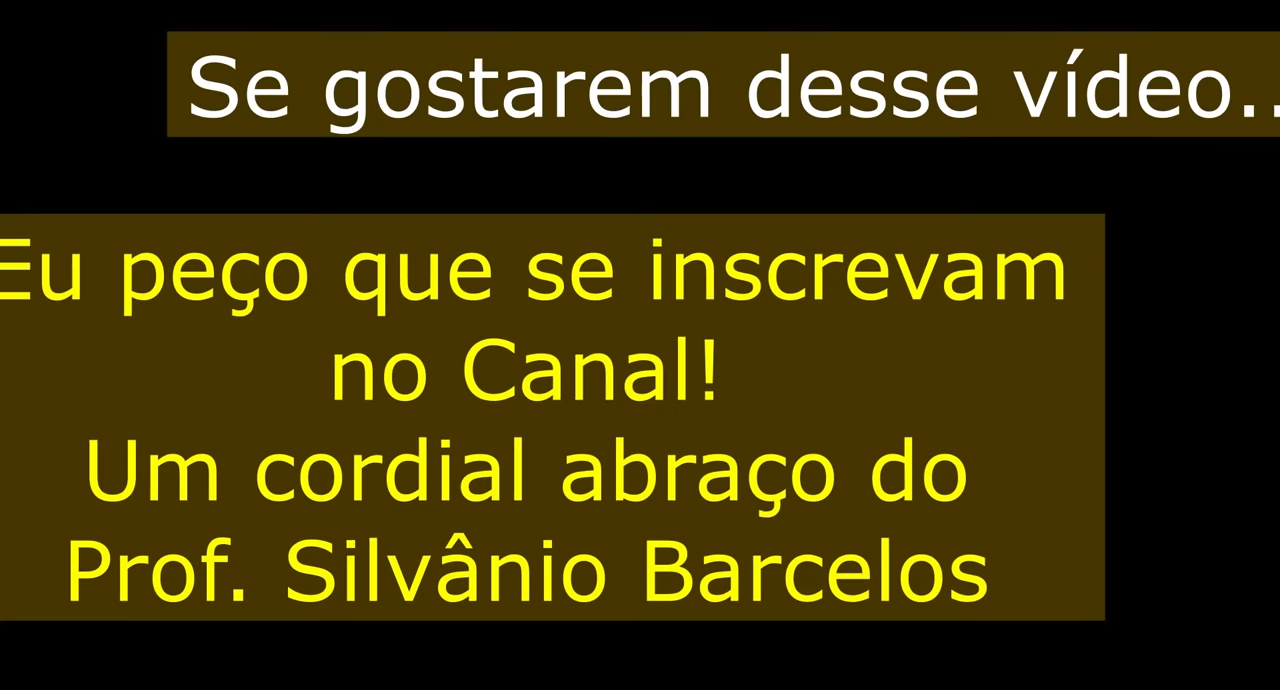 Se gostarem desse vídeo..
Eu peço que se inscrevam
no Canal!
Um cordial abraço do
Prof. Silvânio Barcelos